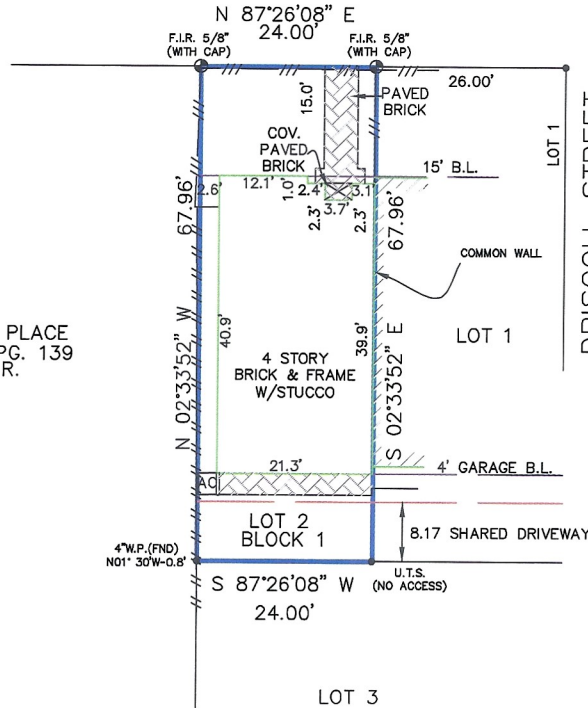 N 87°26'08" E
24.00'
F.I.R. 5/8"
(WITH CAP)
F.I.R. 5/8"
(WITH CAP)
26.00'
PAVED
BRICK
15.0'
COV.
PAVED
BRICK
LOT 1
DRISCOLL STREET
15' B.L.
2.6'
12.1'
1.0'
2.4'
3.1'
3.7'
2.3'
2.3'
67.96'
N 02°33'52" W
67.96'
S 02°33'52" E
COMMON WALL
PLACE
PG. 139
R.
LOT 1
40.9'
39.9'
4 STORY
BRICK & FRAME
W/STUCCO
21.3'
4' GARAGE B.L.
AC
LOT 2
BLOCK 1
8.17 SHARED DRIVEWAY
4"W.P.(FND)
N01° 30'W-0.8'
U.T.S.
(NO ACCESS)
S 87°26'08" W
24.00'
LOT 3